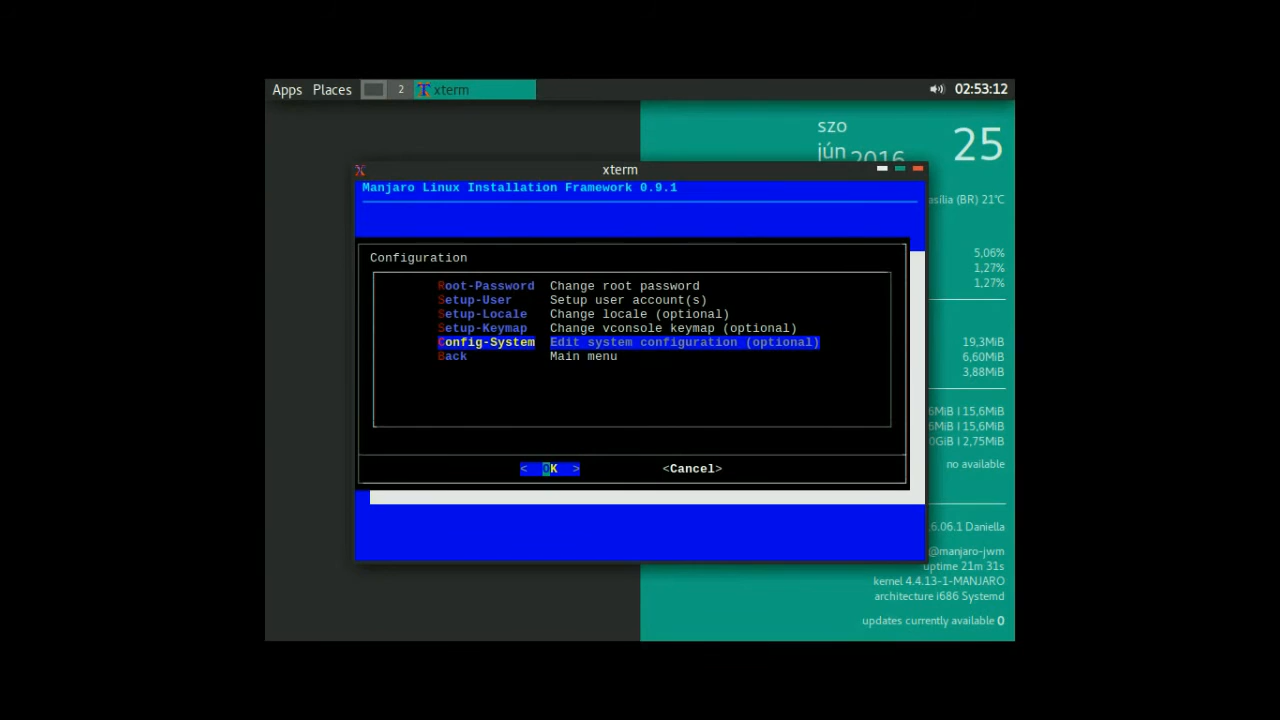 Apps Places 2 xterm 02:53:12
szo
jún 2016 25
asília (BR) 21°C
xterm
Manjaro Linux Installation Framework 0.9.1
Configuration
Root-Password Change root password
Setup-User Setup user account(s)
Setup-Locale Change locale (optional)
Setup-Keymap Change vconsole keymap (optional)
Config-System Edit system configuration (optional)
Back Main menu
< OK > <Cancel>
5,06%
1,27%
1,27%
19,3MiB
6,60MiB
3,88MiB
6MiB | 15,6MiB
6MiB | 15,6MiB
0GiB | 2,75MiB
no available
6.06.1 Daniella
@manjaro-jwm
uptime 21m 31s
kernel 4.4.13-1-MANJARO
architecture i686 Systemd
updates currently available 0